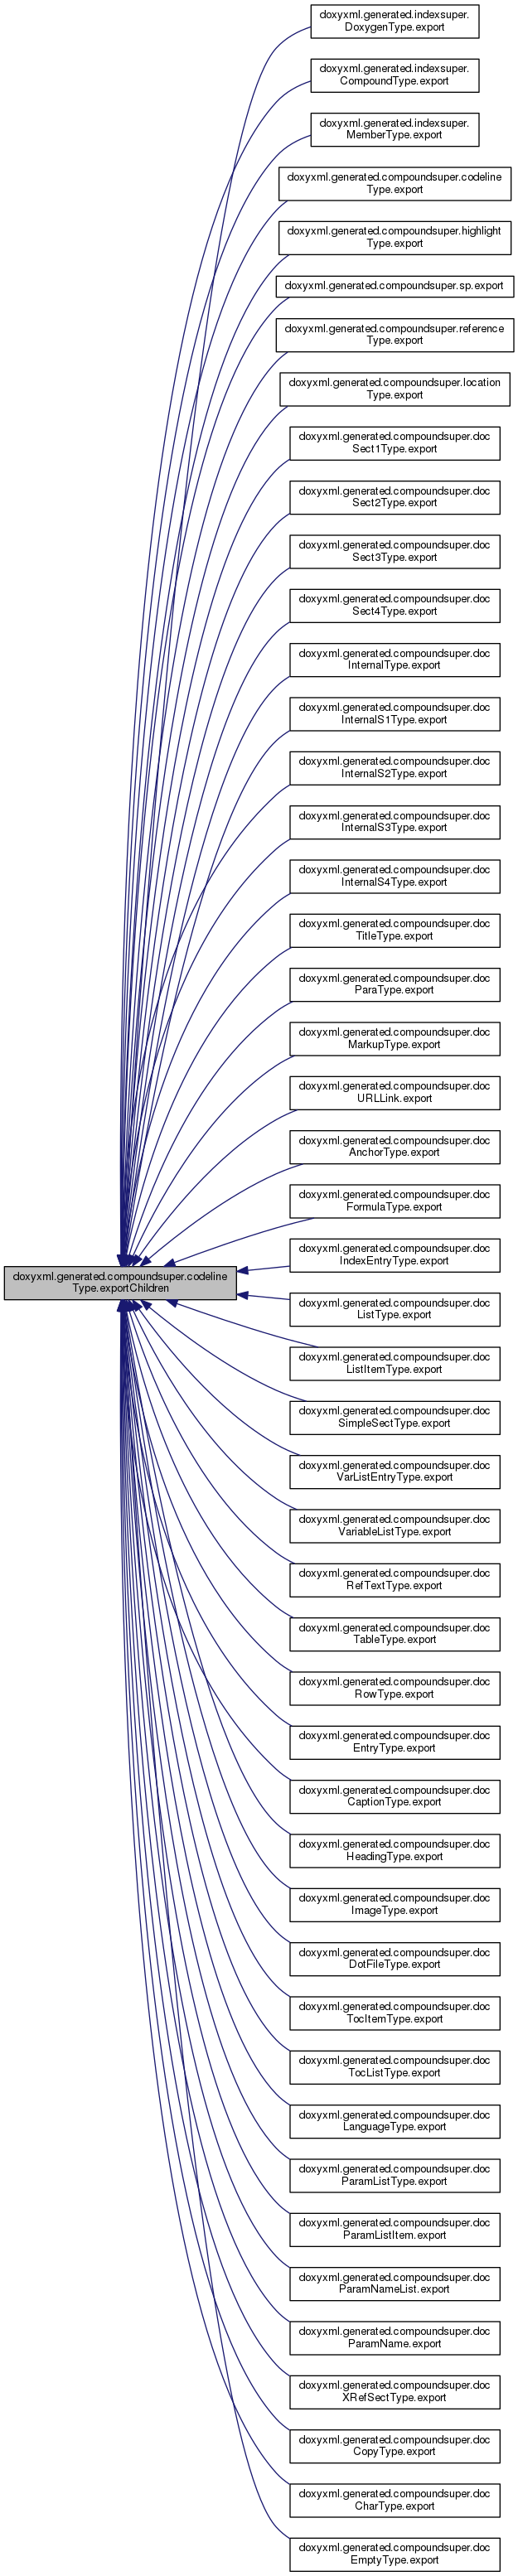 doxyxml.generated.indexsuper.
DoxygenType.export
doxyxml.generated.indexsuper.
CompoundType.export
doxyxml.generated.indexsuper.
MemberType.export
doxyxml.generated.compoundsuper.codeline
Type.export
doxyxml.generated.compoundsuper.highlight
Type.export
doxyxml.generated.compoundsuper.sp.export
doxyxml.generated.compoundsuper.reference
Type.export
doxyxml.generated.compoundsuper.location
Type.export
doxyxml.generated.compoundsuper.doc
Sect1Type.export
doxyxml.generated.compoundsuper.doc
Sect2Type.export
doxyxml.generated.compoundsuper.doc
Sect3Type.export
doxyxml.generated.compoundsuper.doc
Sect4Type.export
doxyxml.generated.compoundsuper.doc
InternalType.export
doxyxml.generated.compoundsuper.doc
InternalS1Type.export
doxyxml.generated.compoundsuper.doc
InternalS2Type.export
doxyxml.generated.compoundsuper.doc
InternalS3Type.export
doxyxml.generated.compoundsuper.doc
InternalS4Type.export
doxyxml.generated.compoundsuper.doc
TitleType.export
doxyxml.generated.compoundsuper.doc
ParaType.export
doxyxml.generated.compoundsuper.doc
MarkupType.export
doxyxml.generated.compoundsuper.doc
URLLink.export
doxyxml.generated.compoundsuper.doc
AnchorType.export
doxyxml.generated.compoundsuper.doc
FormulaType.export
doxyxml.generated.compoundsuper.doc
IndexEntryType.export
doxyxml.generated.compoundsuper.codeline
Type.exportChildren
doxyxml.generated.compoundsuper.doc
ListType.export
doxyxml.generated.compoundsuper.doc
ListItemType.export
doxyxml.generated.compoundsuper.doc
SimpleSectType.export
doxyxml.generated.compoundsuper.doc
VarListEntryType.export
doxyxml.generated.compoundsuper.doc
VariableListType.export
doxyxml.generated.compoundsuper.doc
RefTextType.export
doxyxml.generated.compoundsuper.doc
TableType.export
doxyxml.generated.compoundsuper.doc
RowType.export
doxyxml.generated.compoundsuper.doc
EntryType.export
doxyxml.generated.compoundsuper.doc
CaptionType.export
doxyxml.generated.compoundsuper.doc
HeadingType.export
doxyxml.generated.compoundsuper.doc
ImageType.export
doxyxml.generated.compoundsuper.doc
DotFileType.export
doxyxml.generated.compoundsuper.doc
TocItemType.export
doxyxml.generated.compoundsuper.doc
TocListType.export
doxyxml.generated.compoundsuper.doc
LanguageType.export
doxyxml.generated.compoundsuper.doc
ParamListType.export
doxyxml.generated.compoundsuper.doc
ParamListItem.export
doxyxml.generated.compoundsuper.doc
ParamNameList.export
doxyxml.generated.compoundsuper.doc
ParamName.export
doxyxml.generated.compoundsuper.doc
XRefSectType.export
doxyxml.generated.compoundsuper.doc
CopyType.export
doxyxml.generated.compoundsuper.doc
CharType.export
doxyxml.generated.compoundsuper.doc
EmptyType.export